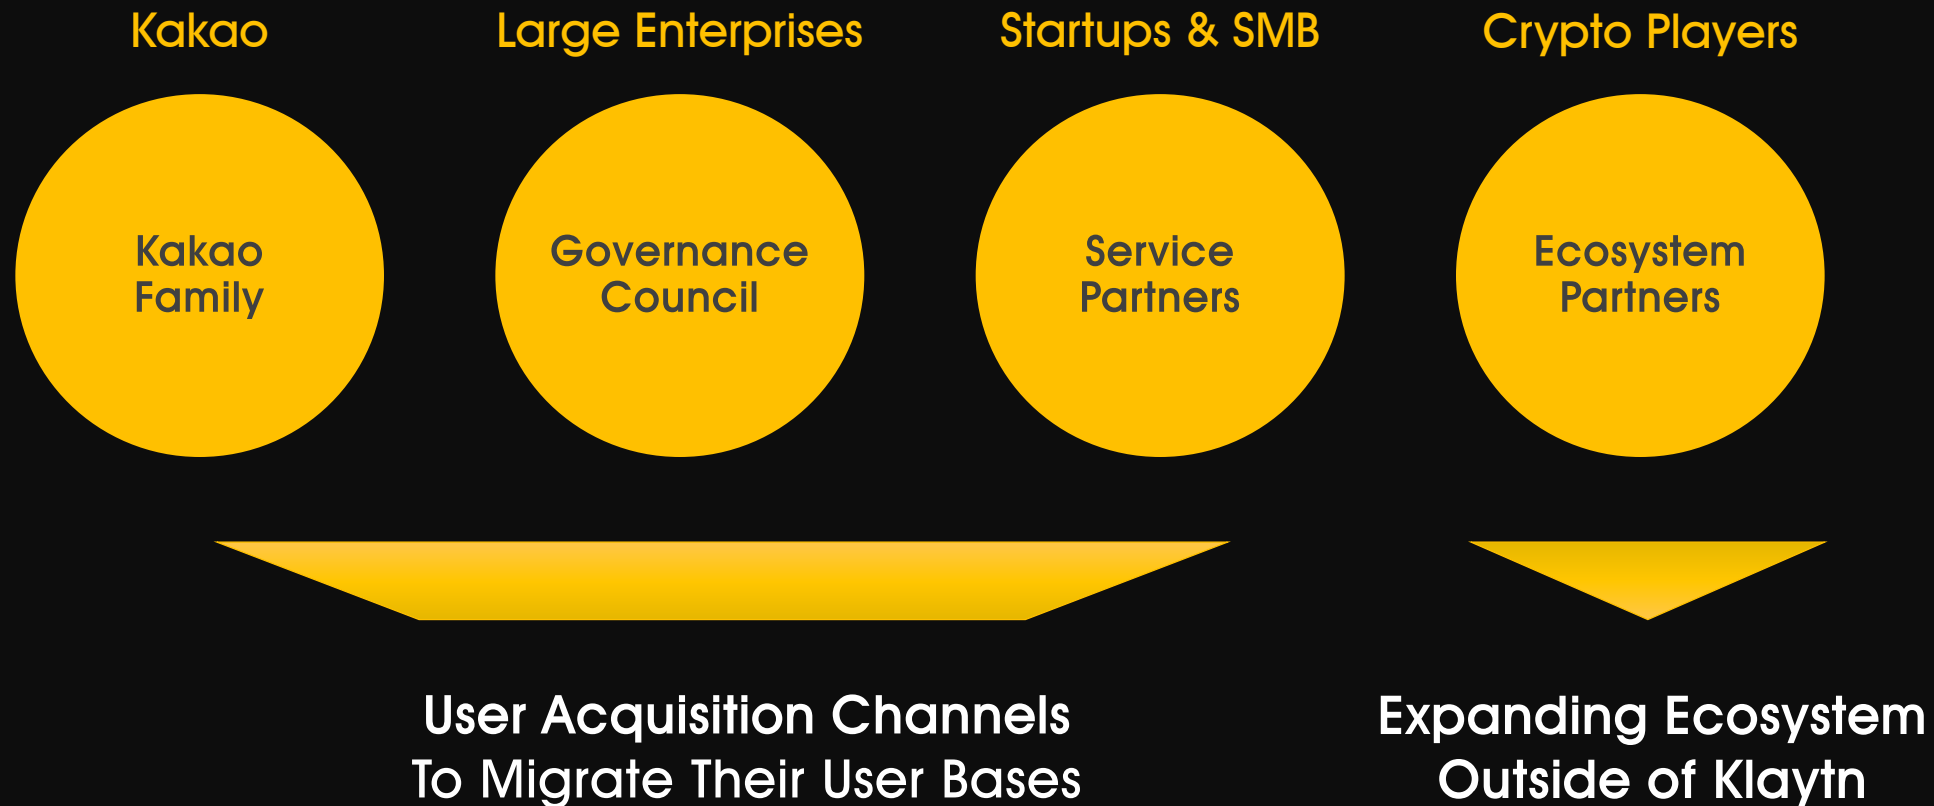 Kakao
Large Enterprises
Startups & SMB
Crypto Players
Kakao
Family
Governance
Council
Service
Partners
Ecosystem
Partners
User Acquisition Channels
To Migrate Their User Bases
Expanding Ecosystem
Outside of Klaytn